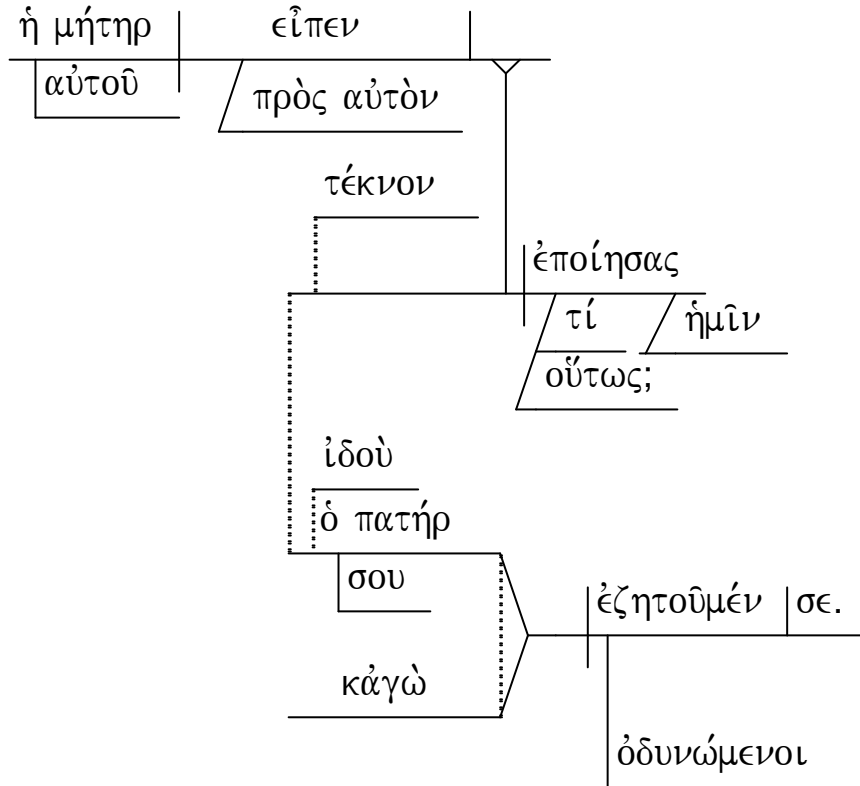 ἡ μήτηρ εἶπεν
αὐτοῦ πρὸς αὐτὸν
τέκνον
ἐποίησας
τί ἡμῖν
οὕτως;
ἰδοὺ
ὁ πατήρ
σου
ἐζητοῦμέν σε.
κἀγὼ
ὀδυνώμενοι